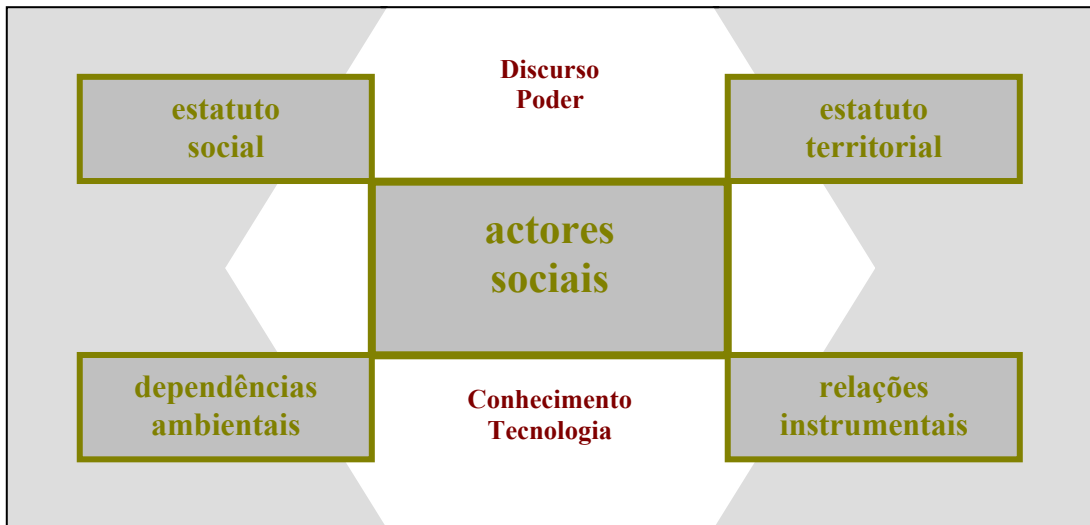 Discurso
Poder
estatuto
social
estatuto
territorial
actores
sociais
dependências
ambientais
Conhecimento
Tecnologia
relações
instrumentais